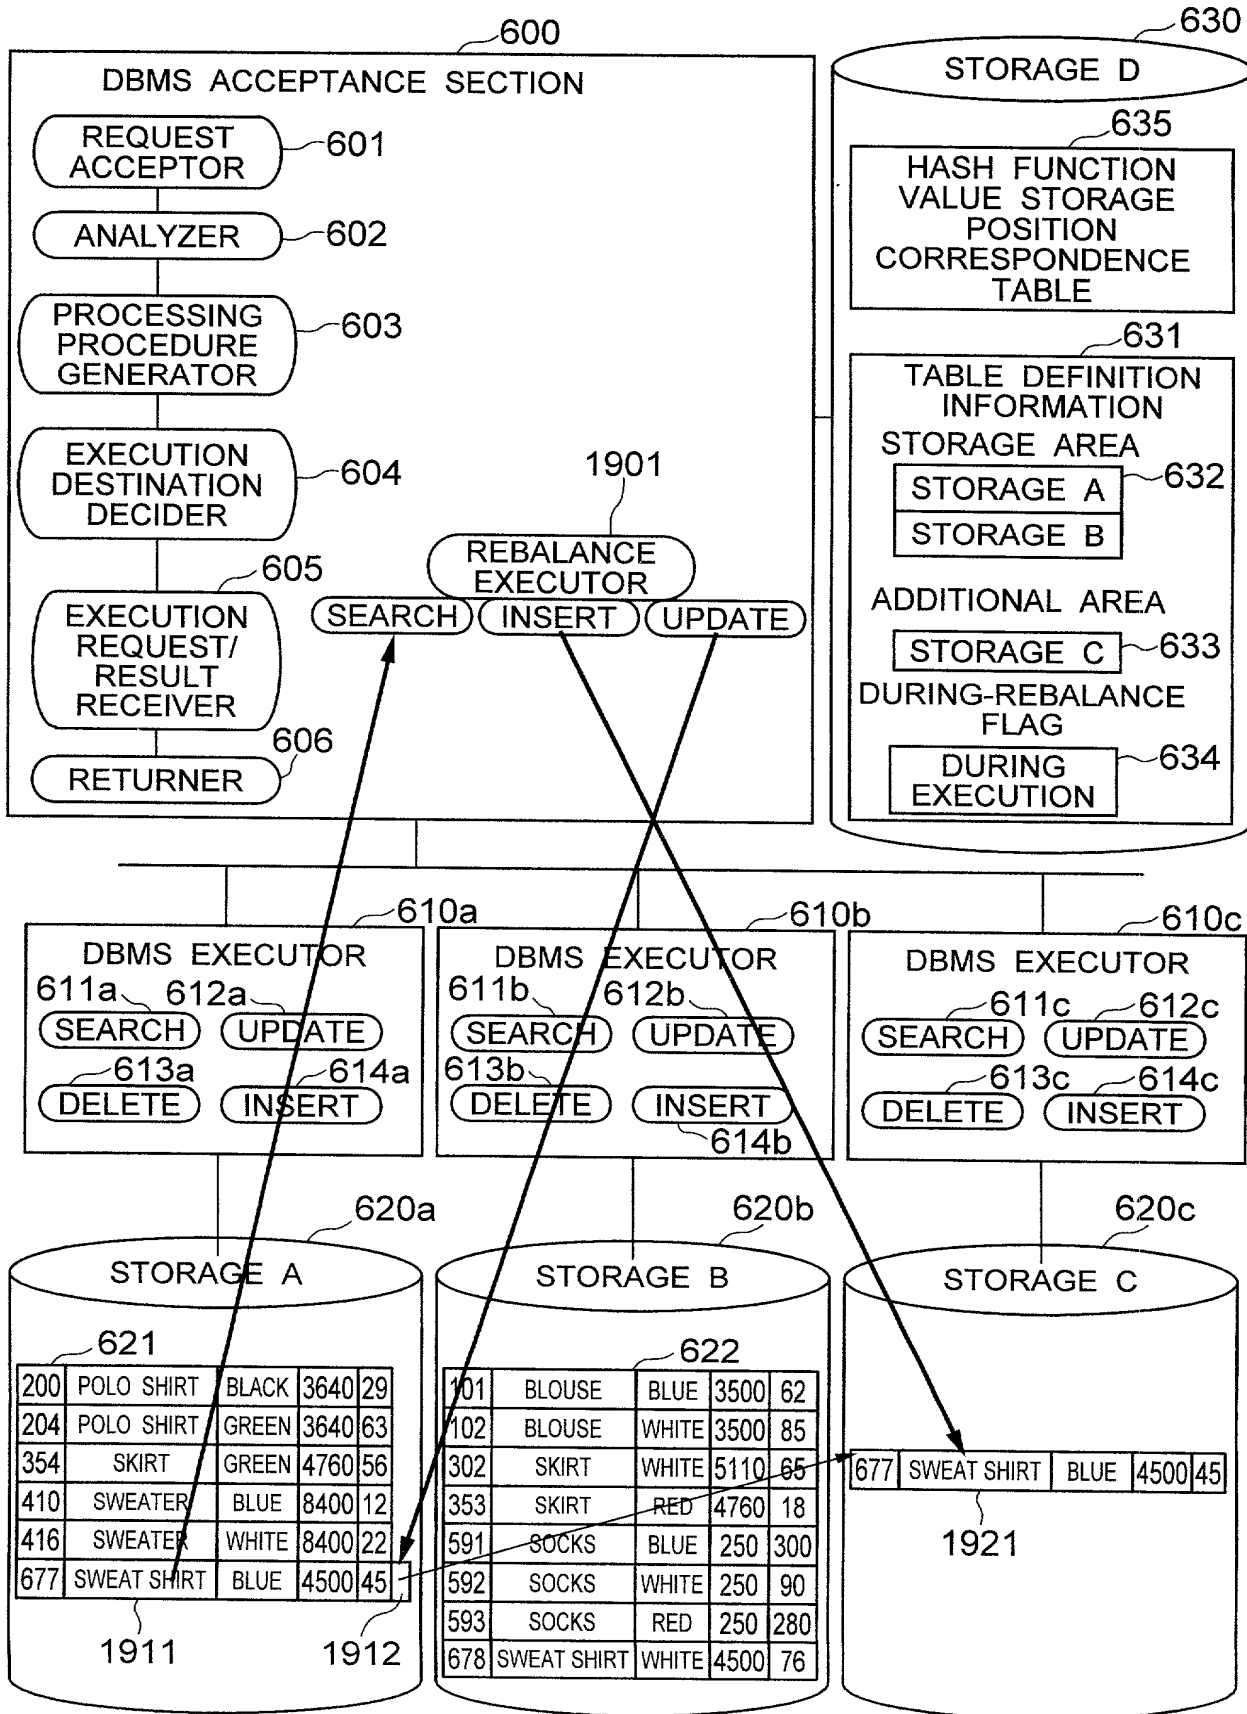 600
DBMS ACCEPTANCE SECTION
REQUEST
ACCEPTOR
601
ANALYZER
602
PROCESSING
PROCEDURE
GENERATOR
603
EXECUTION
DESTINATION
DECIDER
604
605
EXECUTION
REQUEST/
RESULT
RECEIVER
606
RETURNER
1901
REBALANCE
EXECUTOR
SEARCH
INSERT
UPDATE
630
STORAGE D
635
HASH FUNCTION
VALUE STORAGE
POSITION
CORRESPONDENCE
TABLE
631
TABLE DEFINITION
INFORMATION
STORAGE AREA
632
STORAGE A
STORAGE B
ADDITIONAL AREA
STORAGE C
633
DURING-REBALANCE
FLAG
DURING
EXECUTION
634
610a
DBMS EXECUTOR
611a
612a
SEARCH
UPDATE
613a
614a
DELETE
INSERT
610b
DBMS EXECUTOR
611b
612b
SEARCH
UPDATE
613b
DELETE
INSERT
614b
610c
DBMS EXECUTOR
611c
612c
SEARCH
UPDATE
613c
614c
DELETE
INSERT
620a
STORAGE A
621
200 POLO SHIRT BLACK 3640 29
204 POLO SHIRT GREEN 3640 63
354 SKIRT GREEN 4760 56
410 SWEATER BLUE 8400 12
416 SWEATER WHITE 8400 22
677 SWEAT SHIRT BLUE 4500 45
1911
1912
620b
STORAGE B
622
101 BLOUSE BLUE 3500 62
102 BLOUSE WHITE 3500 85
302 SKIRT WHITE 5110 65
353 SKIRT RED 4760 18
591 SOCKS BLUE 250 300
592 SOCKS WHITE 250 90
593 SOCKS RED 250 280
678 SWEAT SHIRT WHITE 4500 76
620c
STORAGE C
677 SWEAT SHIRT BLUE 4500 45
1921